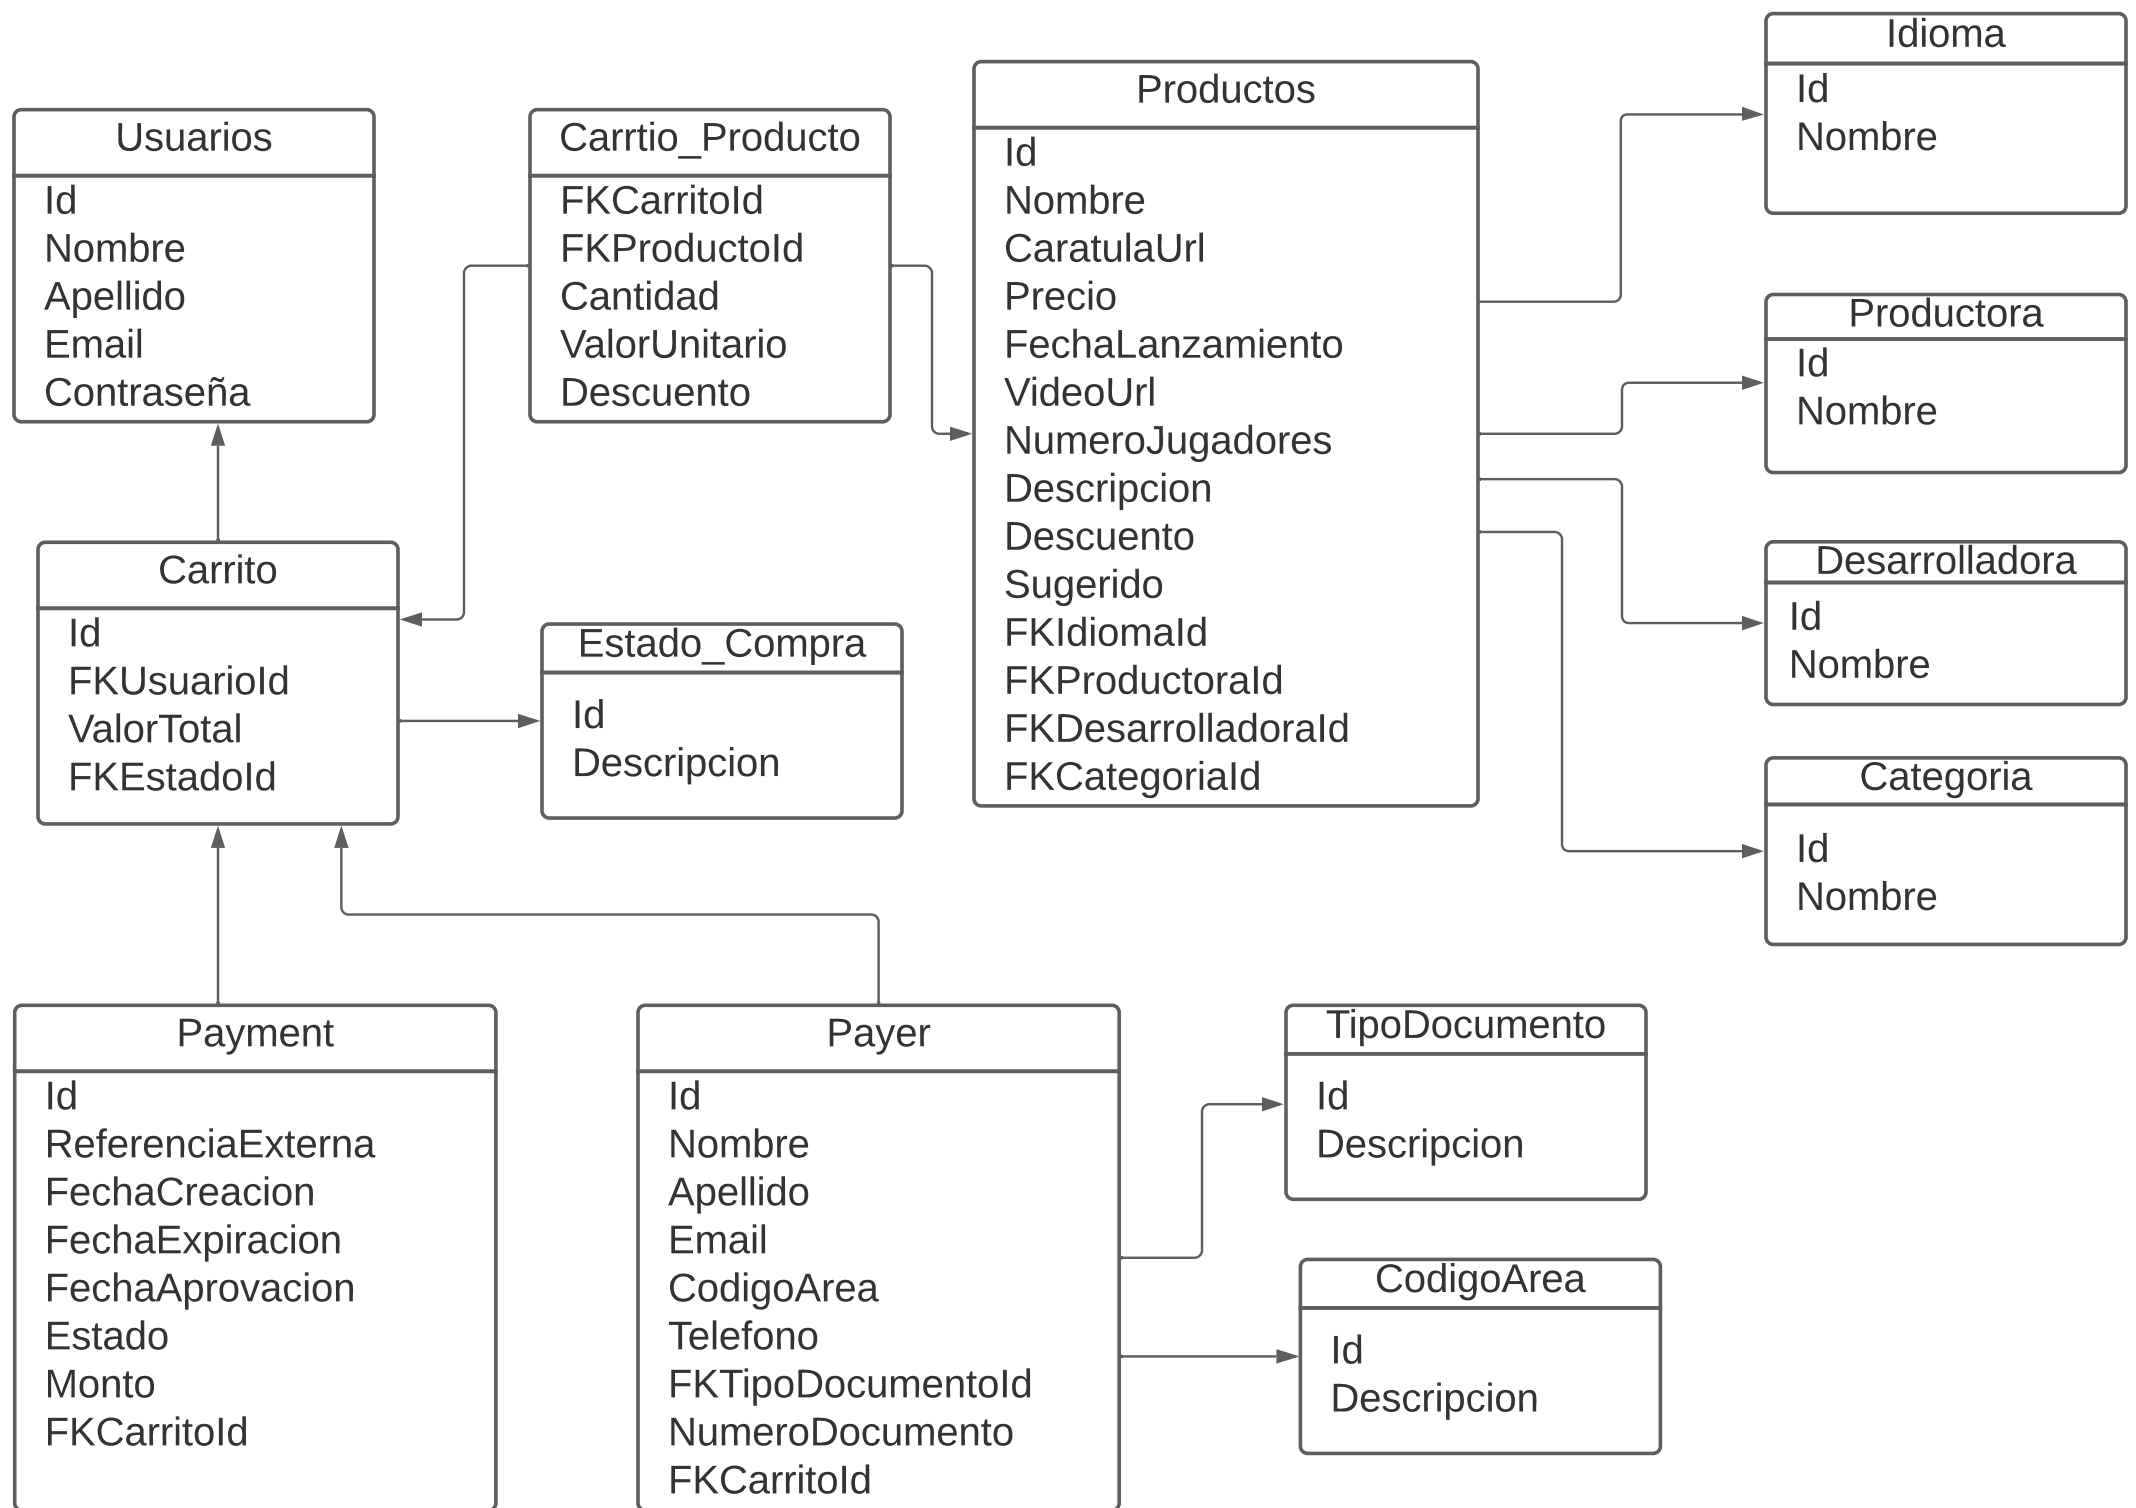 Usuarios
Id
Nombre
Apellido
Email
Contraseña
Carrtio_Producto
FKCarritoId
FKProductoId
Cantidad
ValorUnitario
Descuento
Productos
Id
Nombre
CaratulaUrl
Precio
FechaLanzamiento
VideoUrl
NumeroJugadores
Descripcion
Descuento
Sugerido
FKIdiomaId
FKProductoraId
FKDesarrolladoraId
FKCategoriaId
Idioma
Id
Nombre
Productora
Id
Nombre
Desarrolladora
Id
Nombre
Categoria
Id
Nombre
Carrito
Id
FKUsuarioId
ValorTotal
FKEstadoId
Estado_Compra
Id
Descripcion
Payment
Id
ReferenciaExterna
FechaCreacion
FechaExpiracion
FechaAprovacion
Estado
Monto
FKCarritoId
Payer
Id
Nombre
Apellido
Email
CodigoArea
Telefono
FKTipoDocumentoId
NumeroDocumento
FKCarritoId
TipoDocumento
Id
Descripcion
CodigoArea
Id
Descripcion